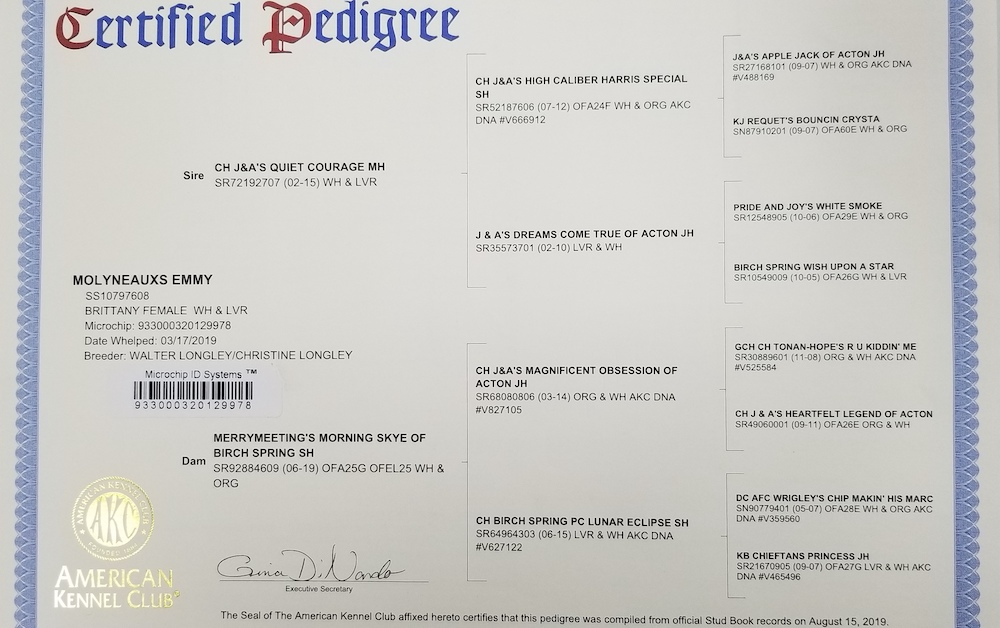 Certified Pedigree
CH J&A'S HIGH CALIBER HARRIS SPECIAL
SH
SR52187606 (07-12) OFA24F WH & ORG AKC
DNA #V666912
J&A'S APPLE JACK OF ACTON JH
SR27168101 (09-07) WH & ORG AKC DNA
#V488169
KJ REQUET'S BOUNCIN CRYSTA
SN87910201 (09-07) OFA60E WH & ORG
Sire
CH J&A'S QUIET COURAGE MH
SR72192707 (02-15) WH & LVR
J & A'S DREAMS COME TRUE OF ACTON JH
SR35573701 (02-10) LVR & WH
PRIDE AND JOY'S WHITE SMOKE
SR12548905 (10-06) OFA29E WH & ORG
BIRCH SPRING WISH UPON A STAR
SR10549009 (10-05) OFA26G WH & LVR
MOLYNEAUXS EMMY
SS10797608
BRITTANY FEMALE WH & LVR
Microchip: 933000320129978
Date Whelped: 03/17/2019
Breeder: WALTER LONGLEY/CHRISTINE LONGLEY
Microchip ID Systems ™
933000320129978
CH J&A'S MAGNIFICENT OBSESSION OF
ACTON JH
SR68080806 (03-14) ORG & WH AKC DNA
#V827105
GCH CH TONAN-HOPE'S R U KIDDIN' ME
SR30889601 (11-08) ORG & WH AKC DNA
#V525584
CH J & A'S HEARTFELT LEGEND OF ACTON
SR49060001 (09-11) OFA26E ORG & WH
Dam
MERRYMEETING'S MORNING SKYE OF
BIRCH SPRING SH
SR92884609 (06-19) OFA25G OFEL25 WH &
ORG
CH BIRCH SPRING PC LUNAR ECLIPSE SH
SR64964303 (06-15) LVR & WH AKC DNA
#V627122
DC AFC WRIGLEY'S CHIP MAKIN' HIS MARC
SN90779401 (05-07) OFA28E WH & ORG AKC
DNA #V359560
KB CHIEFTANS PRINCESS JH
SR21670905 (09-07) OFA27G LVR & WH AKC
DNA #V465496
AMERICAN KENNEL CLUB
AKC
FOUNDED 1884
AMERICAN
KENNEL CLUB®
Gina DiNardo
Executive Secretary
The Seal of The American Kennel Club affixed hereto certifies that this pedigree was compiled from official Stud Book records on August 15, 2019.